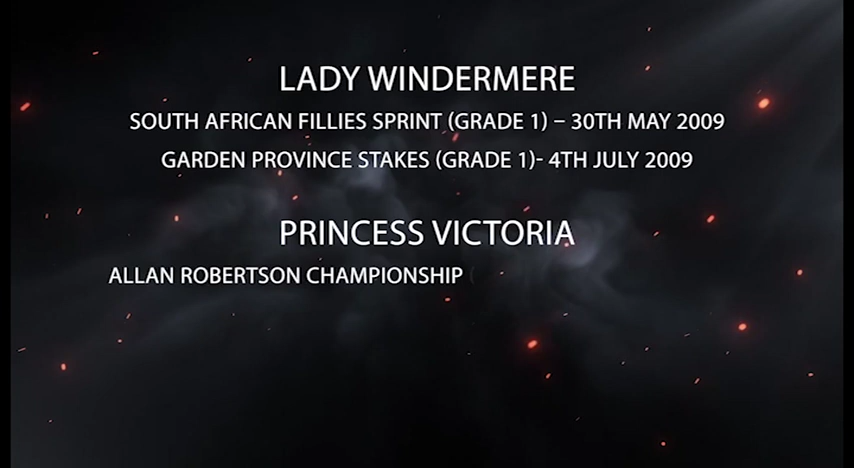 LADY WINDERMERE
SOUTH AFRICAN FILLIES SPRINT (GRADE 1) – 30TH MAY 2009
GARDEN PROVINCE STAKES (GRADE 1)- 4TH JULY 2009
PRINCESS VICTORIA
ALLAN ROBERTSON CHAMPIONSHIP (